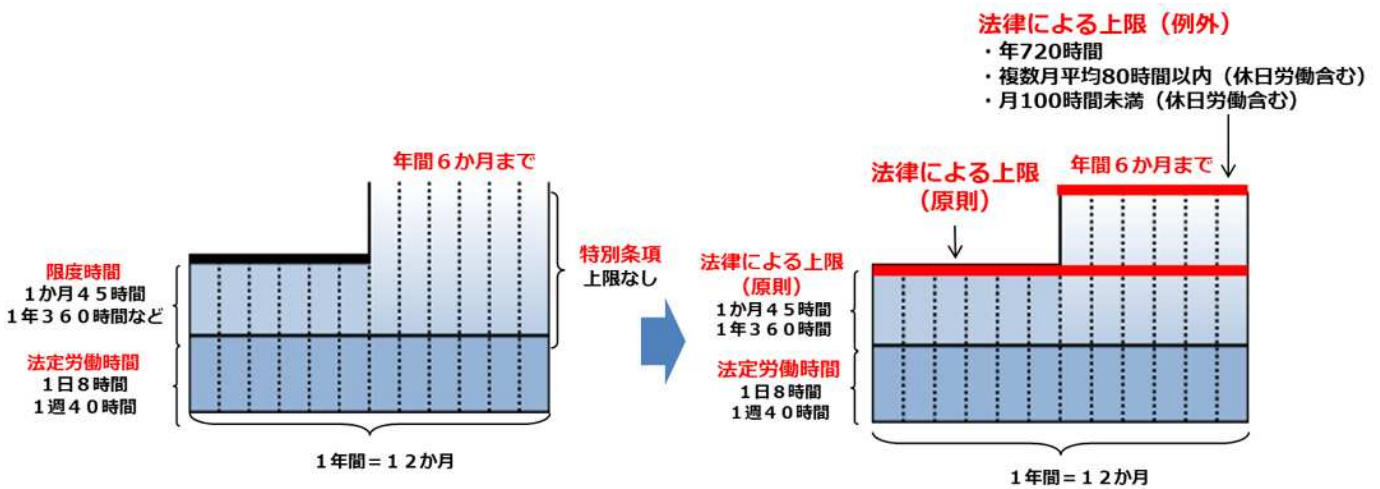 年間６か月まで
限度時間
１か月４５時間
１年３６０時間など
法定労働時間
１日８時間
１週４０時間
特別条項
上限なし
１年間＝１２か月
法律による上限（例外）
・年720時間
・複数月平均80時間以内（休日労働含む）
・月100時間未満（休日労働含む）
法律による上限
（原則）
年間６か月まで
法律による上限
（原則）
１か月４５時間
１年３６０時間
法定労働時間
１日８時間
１週４０時間
１年間＝１２か月